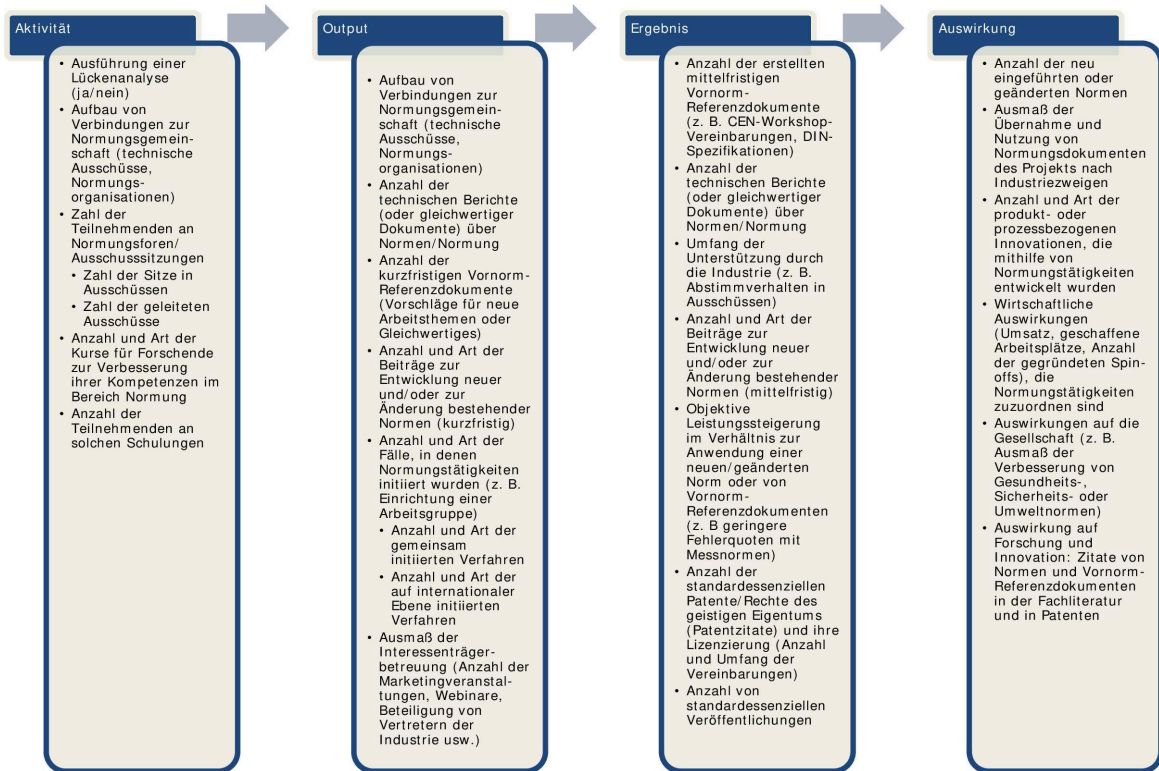 Aktivität
• Ausführung einer
Lückenanalyse
(ja/nein)
• Aufbau von
Verbindungen zur
Normungsgemein-
schaft (technische
Ausschüsse,
Normungs-
organisationen)
• Zahl der
Teilnehmenden an
Normungsforen/
Ausschusssitzungen
• Zahl der Sitze in
Ausschüssen
• Zahl der geleiteten
Ausschüsse
• Anzahl und Art der
Kurse für Forschende
zur Verbesserung
ihrer Kompetenzen im
Bereich Normung
• Anzahl der
Teilnehmenden an
solchen Schulungen
Output
• Aufbau von
Verbindungen zur
Normungsgemein-
schaft (technische
Ausschüsse,
Normungs-
organisationen)
• Anzahl der
technischen Berichte
(oder gleichwertiger
Dokumente) über
Normen/Normung
• Anzahl der
kurzfristigen Vornorm-
Referenzdokumente
(Vorschläge für neue
Arbeitsthemen oder
Gleichwertiges)
• Anzahl und Art der
Beiträge zur
Entwicklung neuer
und/oder zur
Änderung bestehender
Normen (kurzfristig)
• Anzahl und Art der
Fälle, in denen
Normungstätigkeiten
initiiert wurden (z. B.
Einrichtung einer
Arbeitsgruppe)
• Anzahl und Art der
gemeinsam
initiierten Verfahren
• Anzahl und Art der
auf internationaler
Ebene initiierten
Verfahren
• Ausmaß der
Interessenträger-
betreuung (Anzahl der
Marketingveranstal-
tungen, Webinare,
Beteiligung von
Vertretern der
Industrie usw.)
Ergebnis
• Anzahl der erstellten
mittelfristigen
Vornorm-
Referenzdokumente
(z. B. CEN-Workshop-
Vereinbarungen, DIN-
Spezifikationen)
• Anzahl der
technischen Berichte
(oder gleichwertiger
Dokumente) über
Normen/Normung
• Umfang der
Unterstützung durch
die Industrie (z. B.
Abstimmverhalten in
Ausschüssen)
• Anzahl und Art der
Beiträge zur
Entwicklung neuer
und/oder zur
Änderung bestehender
Normen (mittelfristig)
• Objektive
Leistungssteigerung
im Verhältnis zur
Anwendung einer
neuen/geänderten
Norm oder von
Vornorm-
Referenzdokumenten
(z. B geringere
Fehlerquoten mit
Messnormen)
• Anzahl der
standardessenziellen
Patente/Rechte des
geistigen Eigentums
(Patentzitate) und ihre
Lizenzierung (Anzahl
und Umfang der
Vereinbarungen)
• Anzahl von
standardessenziellen
Veröffentlichungen
Auswirkung
• Anzahl der neu
eingeführten oder
geänderten Normen
• Ausmaß der
Übernahme und
Nutzung von
Normungsdokumenten
des Projekts nach
Industriezweigen
• Anzahl und Art der
produkt- oder
prozessbezogenen
Innovationen, die
mithilfe von
Normungstätigkeiten
entwickelt wurden
• Wirtschaftliche
Auswirkungen
(Umsatz, geschaffene
Arbeitsplätze, Anzahl
der gegründeten Spin-
offs), die
Normungstätigkeiten
zuzuordnen sind
• Auswirkungen auf die
Gesellschaft (z. B.
Ausmaß der
Verbesserung von
Gesundheits-,
Sicherheits- oder
Umweltnormen)
• Auswirkung auf
Forschung und
Innovation: Zitate von
Normen und Vornorm-
Referenzdokumenten
in der Fachliteratur
und in Patenten